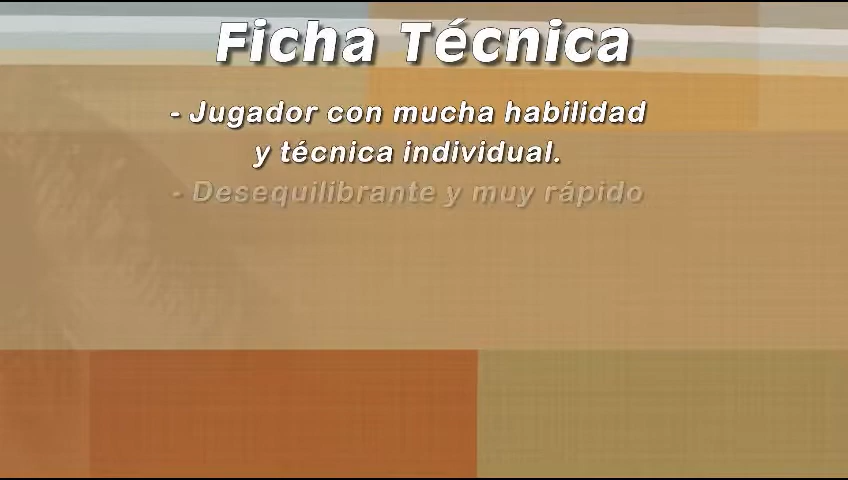 Ficha Técnica
- Jugador con mucha habilidad
y técnica individual.
- Desequilibrante y muy rápido